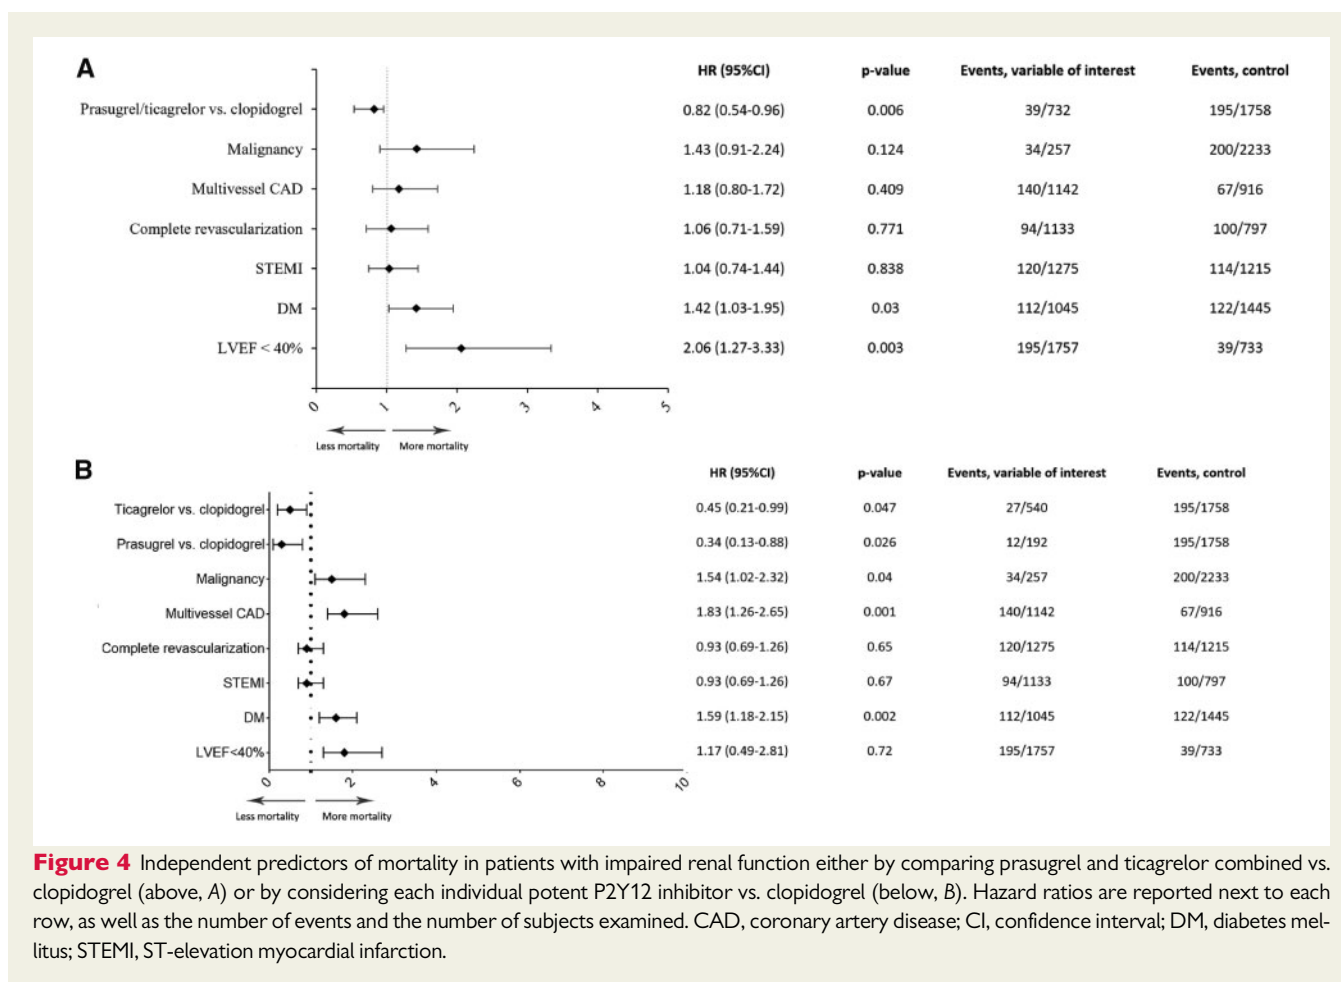 A
HR (95%CI) p-value Events, variable of interest Events, control
Prasugrel/ticagrelor vs. clopidogrel 0.82 (0.54-0.96) 0.006 39/732 195/1758
Malignancy 1.43 (0.91-2.24) 0.124 34/257 200/2233
Multivessel CAD 1.18 (0.80-1.72) 0.409 140/1142 67/916
Complete revascularization 1.06 (0.71-1.59) 0.771 94/1133 100/797
STEMI 1.04 (0.74-1.44) 0.838 120/1275 114/1215
DM 1.42 (1.03-1.95) 0.03 112/1045 122/1445
LVEF < 40% 2.06 (1.27-3.33) 0.003 195/1757 39/733
0 1 2 3 4 5
Less mortality More mortality
B
HR (95%CI) p-value Events, variable of interest Events, control
Ticagrelor vs. clopidogrel 0.45 (0.21-0.99) 0.047 27/540 195/1758
Prasugrel vs. clopidogrel 0.34 (0.13-0.88) 0.026 12/192 195/1758
Malignancy 1.54 (1.02-2.32) 0.04 34/257 200/2233
Multivessel CAD 1.83 (1.26-2.65) 0.001 140/1142 67/916
Complete revascularization 0.93 (0.69-1.26) 0.65 120/1275 114/1215
STEMI 0.93 (0.69-1.26) 0.67 94/1133 100/797
DM 1.59 (1.18-2.15) 0.002 112/1045 122/1445
LVEF<40% 1.17 (0.49-2.81) 0.72 195/1757 39/733
0 2 4 6 8 10
Less mortality More mortality
Figure 4 Independent predictors of mortality in patients with impaired renal function either by comparing prasugrel and ticagrelor combined vs.
clopidogrel (above, A) or by considering each individual potent P2Y12 inhibitor vs. clopidogrel (below, B). Hazard ratios are reported next to each
row, as well as the number of events and the number of subjects examined. CAD, coronary artery disease; CI, confidence interval; DM, diabetes mel-
litus; STEMI, ST-elevation myocardial infarction.